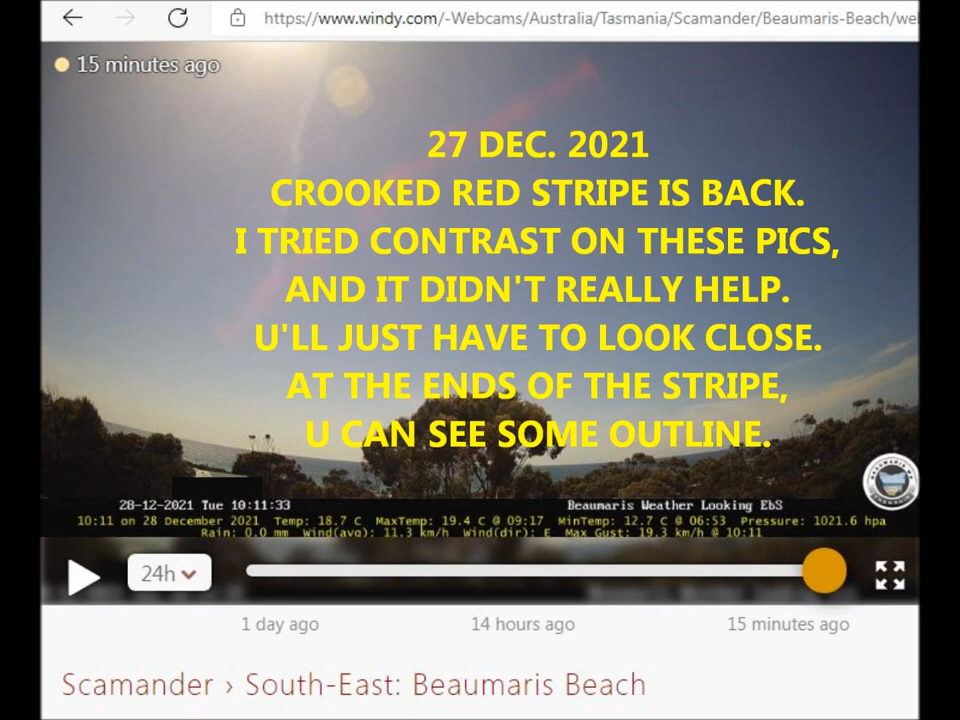 https://www.windy.com/-Webcams/Australia/Tasmania/Scamander/Beaumaris-Beach/we
15 minutes ago
27 DEC. 2021
CROOKED RED STRIPE IS BACK.
I TRIED CONTRAST ON THESE PICS,
AND IT DIDN'T REALLY HELP.
U'LL JUST HAVE TO LOOK CLOSE.
AT THE ENDS OF THE STRIPE,
U CAN SEE SOME OUTLINE.
28-12-2021 Tue 10:11:33 Beaumaris Weather Looking EbS
10:11 on 28 December 2021 Temp: 18.7 C MaxTemp: 19.4 C @ 09:17 MinTemp: 12.7 C @ 06:53 Pressure: 1021.6 hpa
Rain: 0.0 mm Wind(avg): 11.3 km/h Wind(dir): E Max Gust: 19.3 km/h @ 10:11
24h
1 day ago 14 hours ago 15 minutes ago
Scamander › South-East: Beaumaris Beach